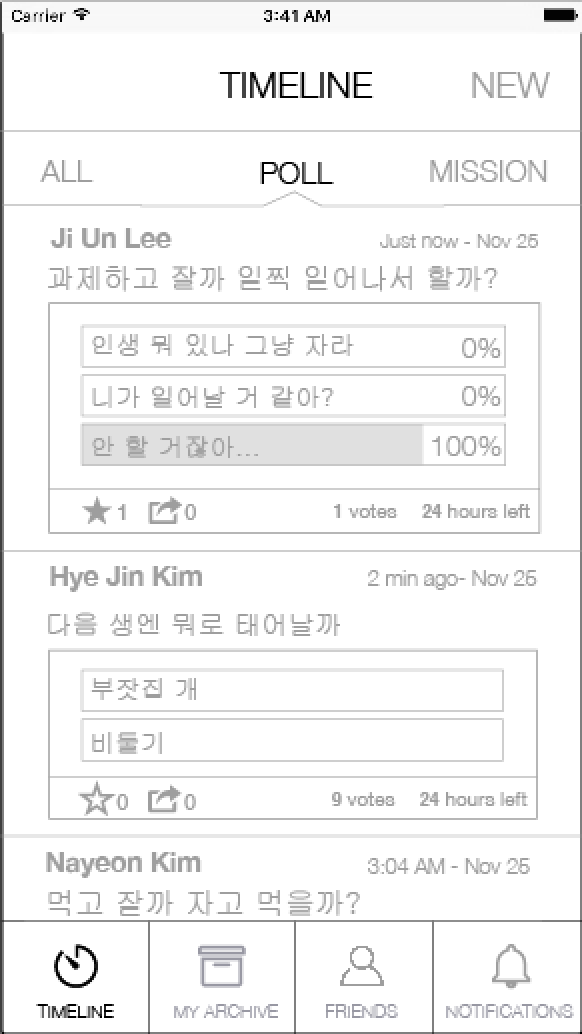 Carrier 3:41 AM
TIMELINE NEW
ALL POLL MISSION
Ji Un Lee Just now - Nov 25
과제하고 잘까 일찍 일어나서 할까?
인생 뭐 있나 그냥 자라 0%
니가 일어날 거 같아? 0%
안 할 거잖아... 100%
1 0 1 votes 24 hours left
Hye Jin Kim 2 min ago- Nov 25
다음 생엔 뭐로 태어날까
부잣집 개
비둘기
0 0 9 votes 24 hours left
Nayeon Kim 3:04 AM - Nov 25
먹고 잘까 자고 먹을까?
TIMELINE MY ARCHIVE FRIENDS NOTIFICATIONS